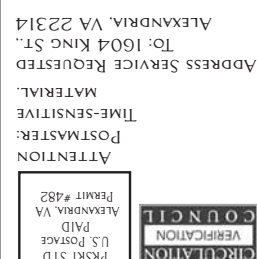 CIRCULATION
VERIFICATION
COUNCIL
PRSRT STD
U.S. POSTAGE
PAID
ALEXANDRIA, VA
PERMIT #482
ATTENTION
POSTMASTER:
TIME-SENSITIVE
MATERIAL.
ADDRESS SERVICE REQUESTED
TO: 1604 KING ST.,
ALEXANDRIA, VA 22314